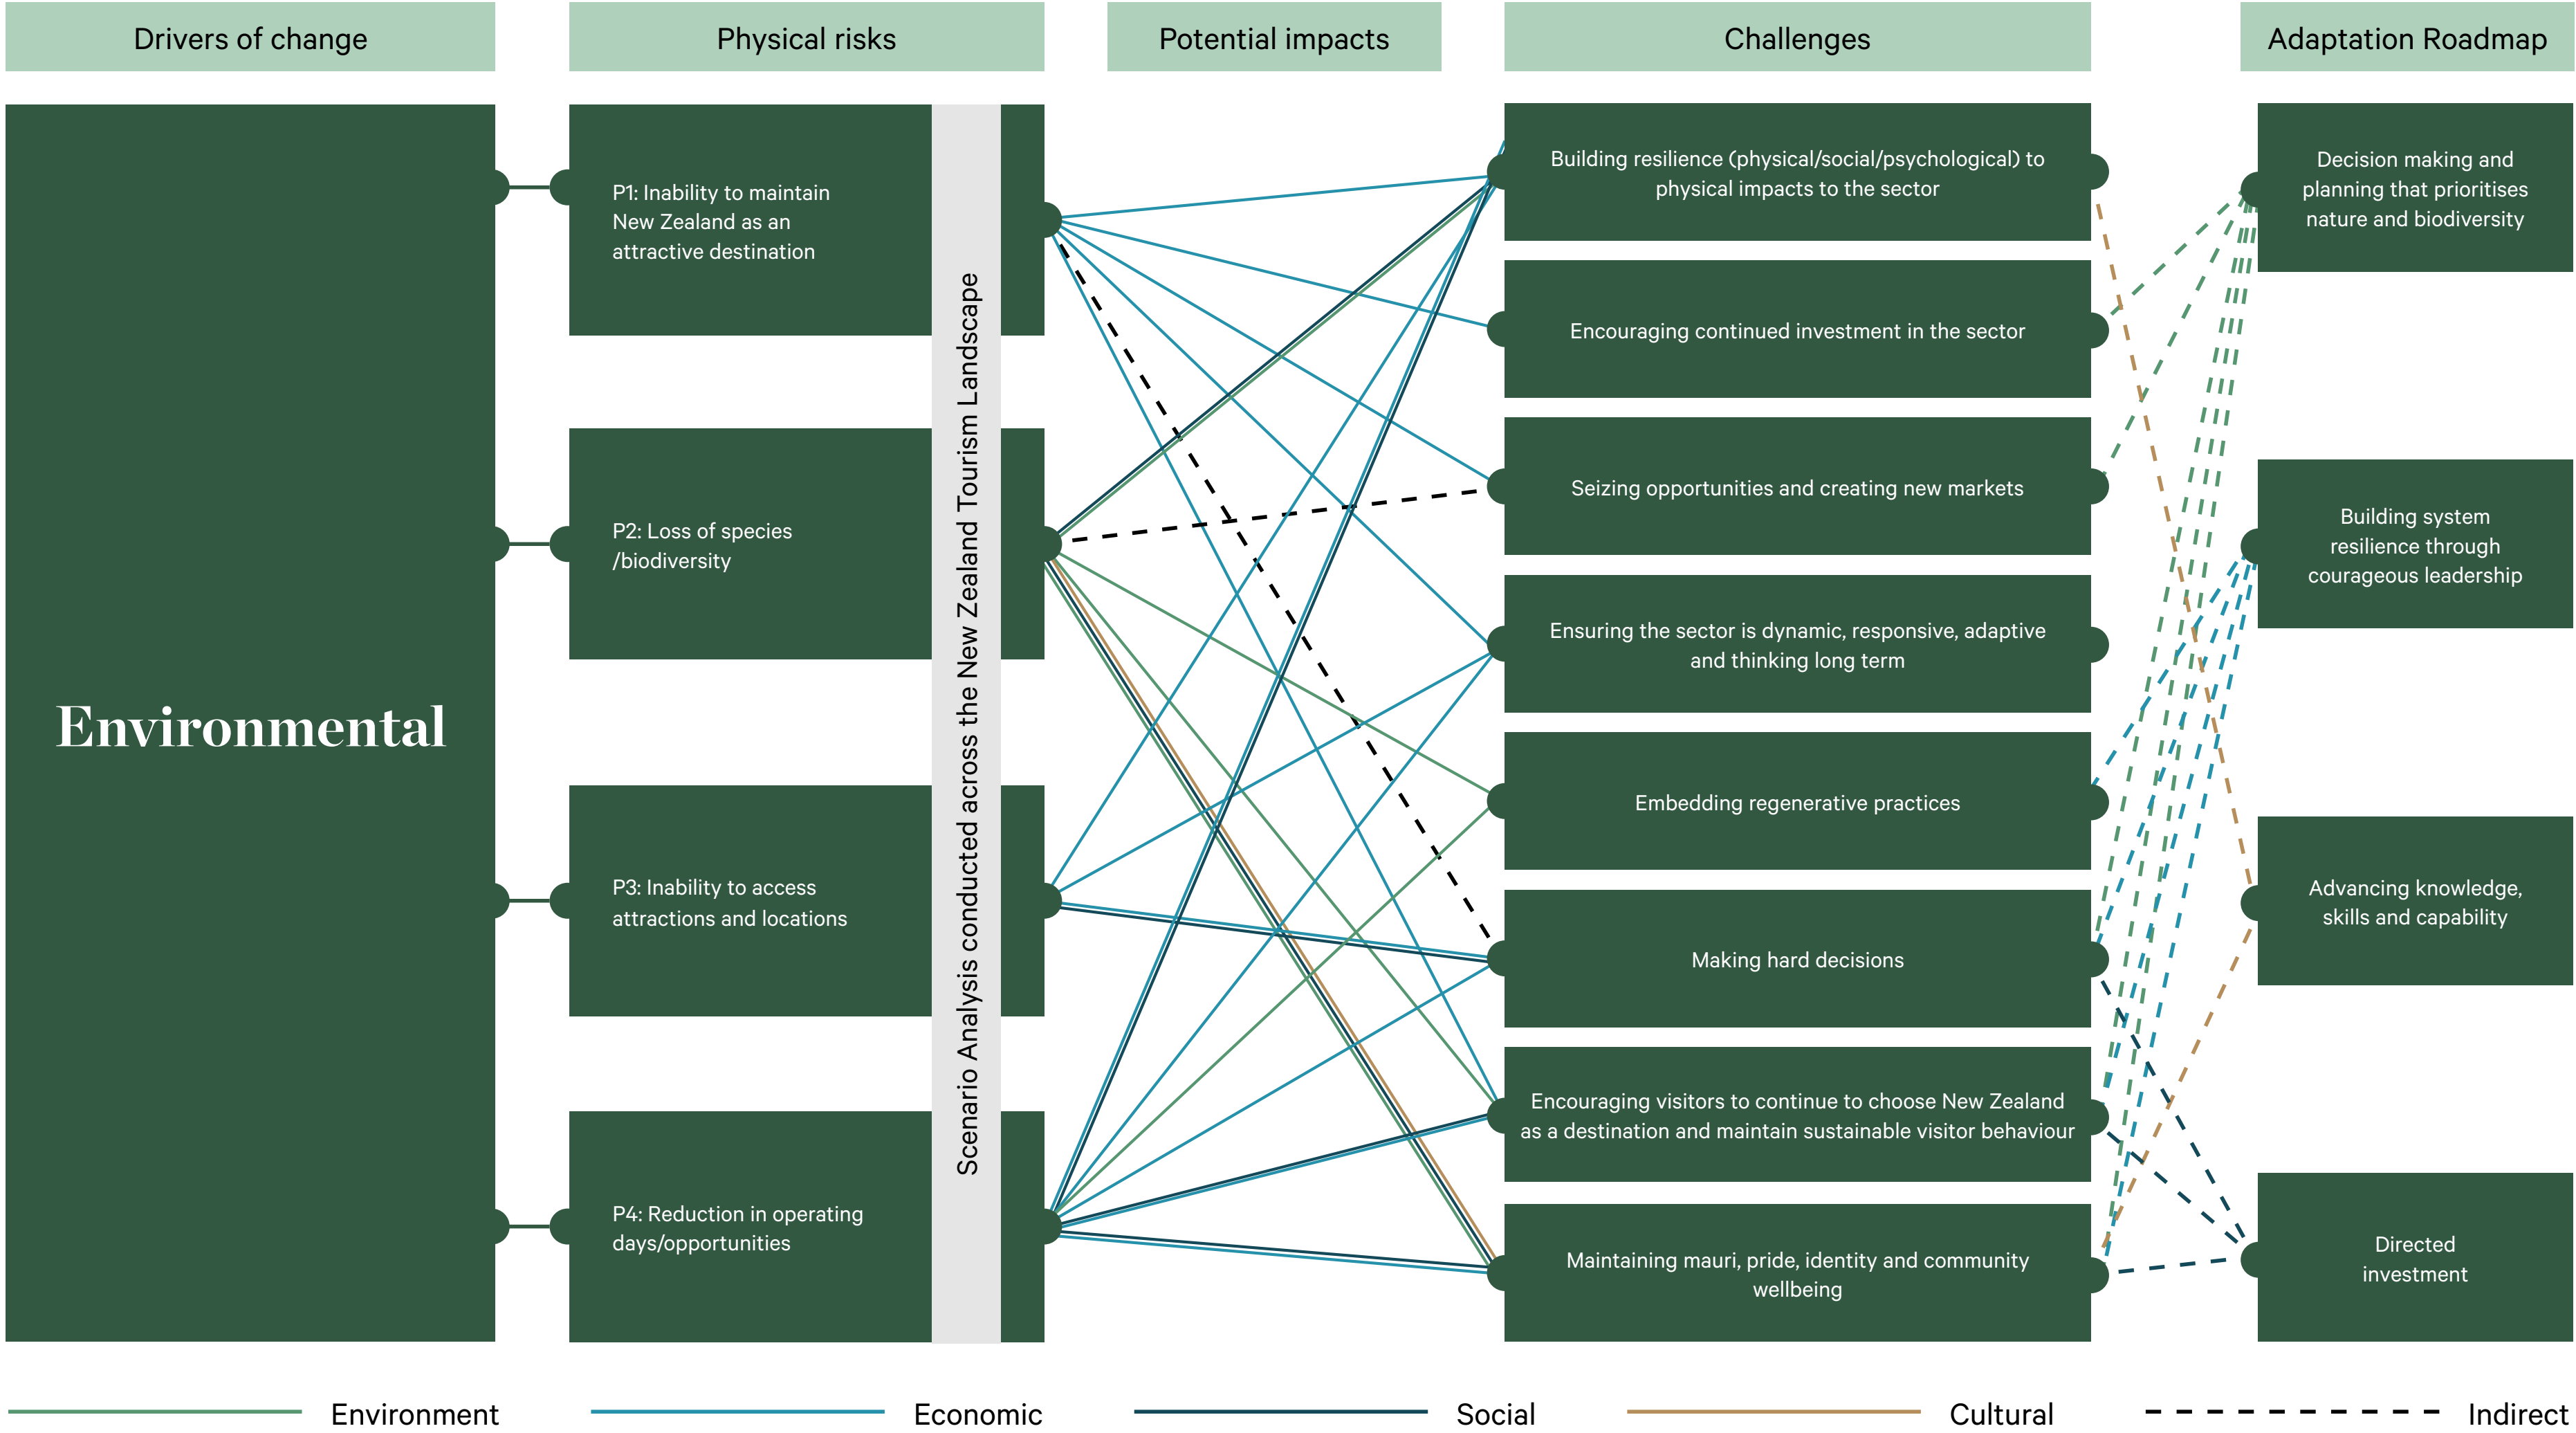 Drivers of change
Physical risks
Potential impacts
Challenges
Adaptation Roadmap
Environmental
P1: Inability to maintain
New Zealand as an
attractive destination
P2: Loss of species
/biodiversity
P3: Inability to access
attractions and locations
P4: Reduction in operating
days/opportunities
Scenario Analysis conducted across the New Zealand Tourism Landscape
Building resilience (physical/social/psychological) to
physical impacts to the sector
Encouraging continued investment in the sector
Seizing opportunities and creating new markets
Ensuring the sector is dynamic, responsive, adaptive
and thinking long term
Embedding regenerative practices
Making hard decisions
Encouraging visitors to continue to choose New Zealand
as a destination and maintain sustainable visitor behaviour
Maintaining mauri, pride, identity and community
wellbeing
Decision making and
planning that prioritises
nature and biodiversity
Building system
resilience through
courageous leadership
Advancing knowledge,
skills and capability
Directed
investment
Environment
Economic
Social
Cultural
Indirect